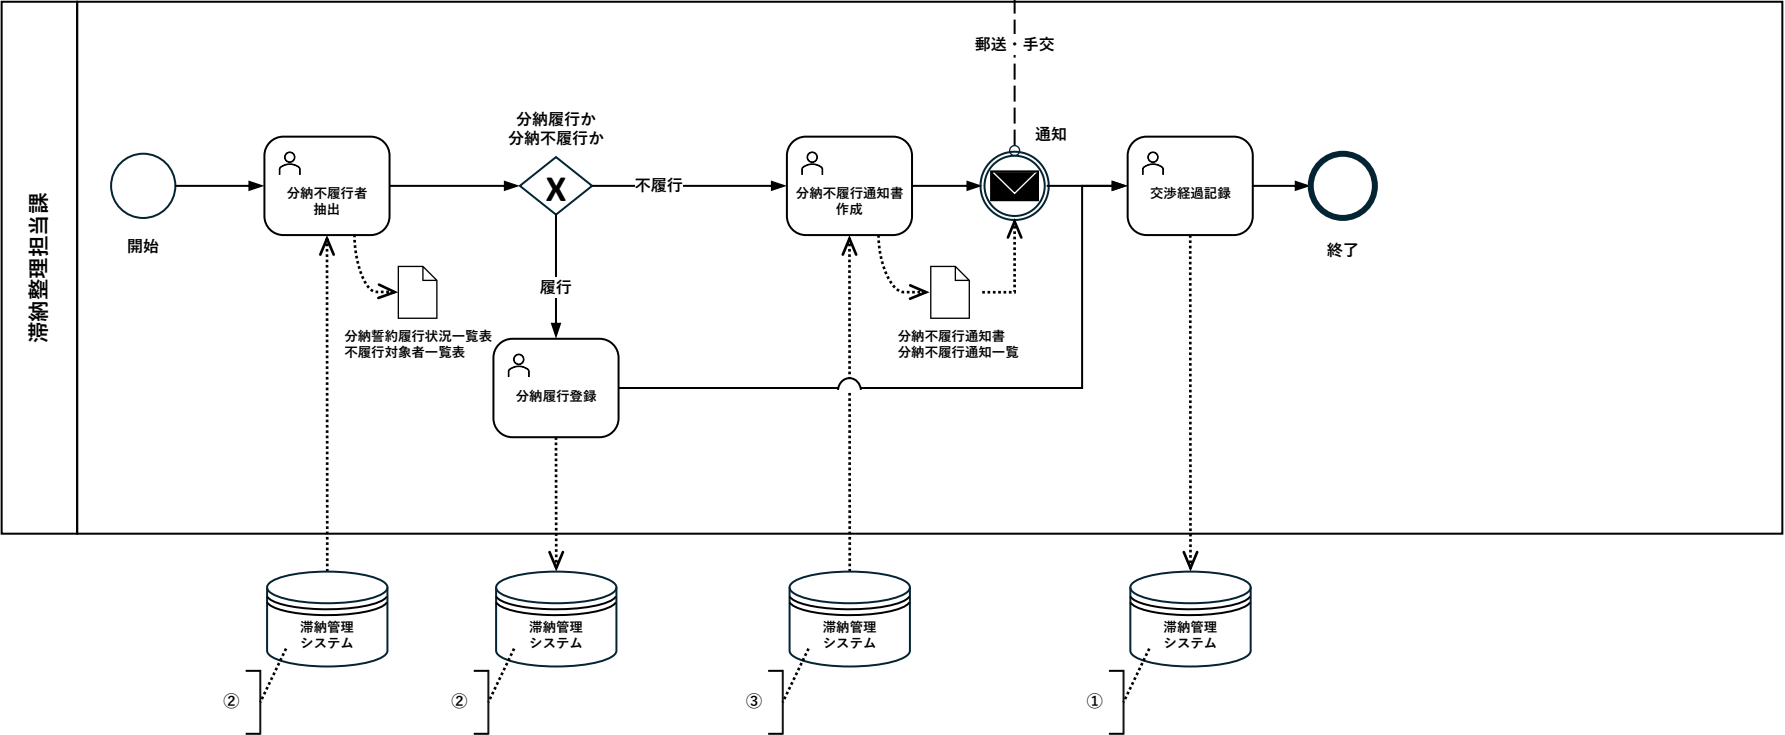 滞納整理担当課
郵送・手交
通知
分納履行か
分納不履行か
開始
分納不履行者
抽出
X
不履行
分納不履行通知書
作成
交渉経過記録
終了
履行
分納誓約履行状況一覧表
不履行対象者一覧表
分納不履行通知書
分納不履行通知一覧
分納履行登録
滞納管理
システム
滞納管理
システム
滞納管理
システム
滞納管理
システム
②
②
③
①